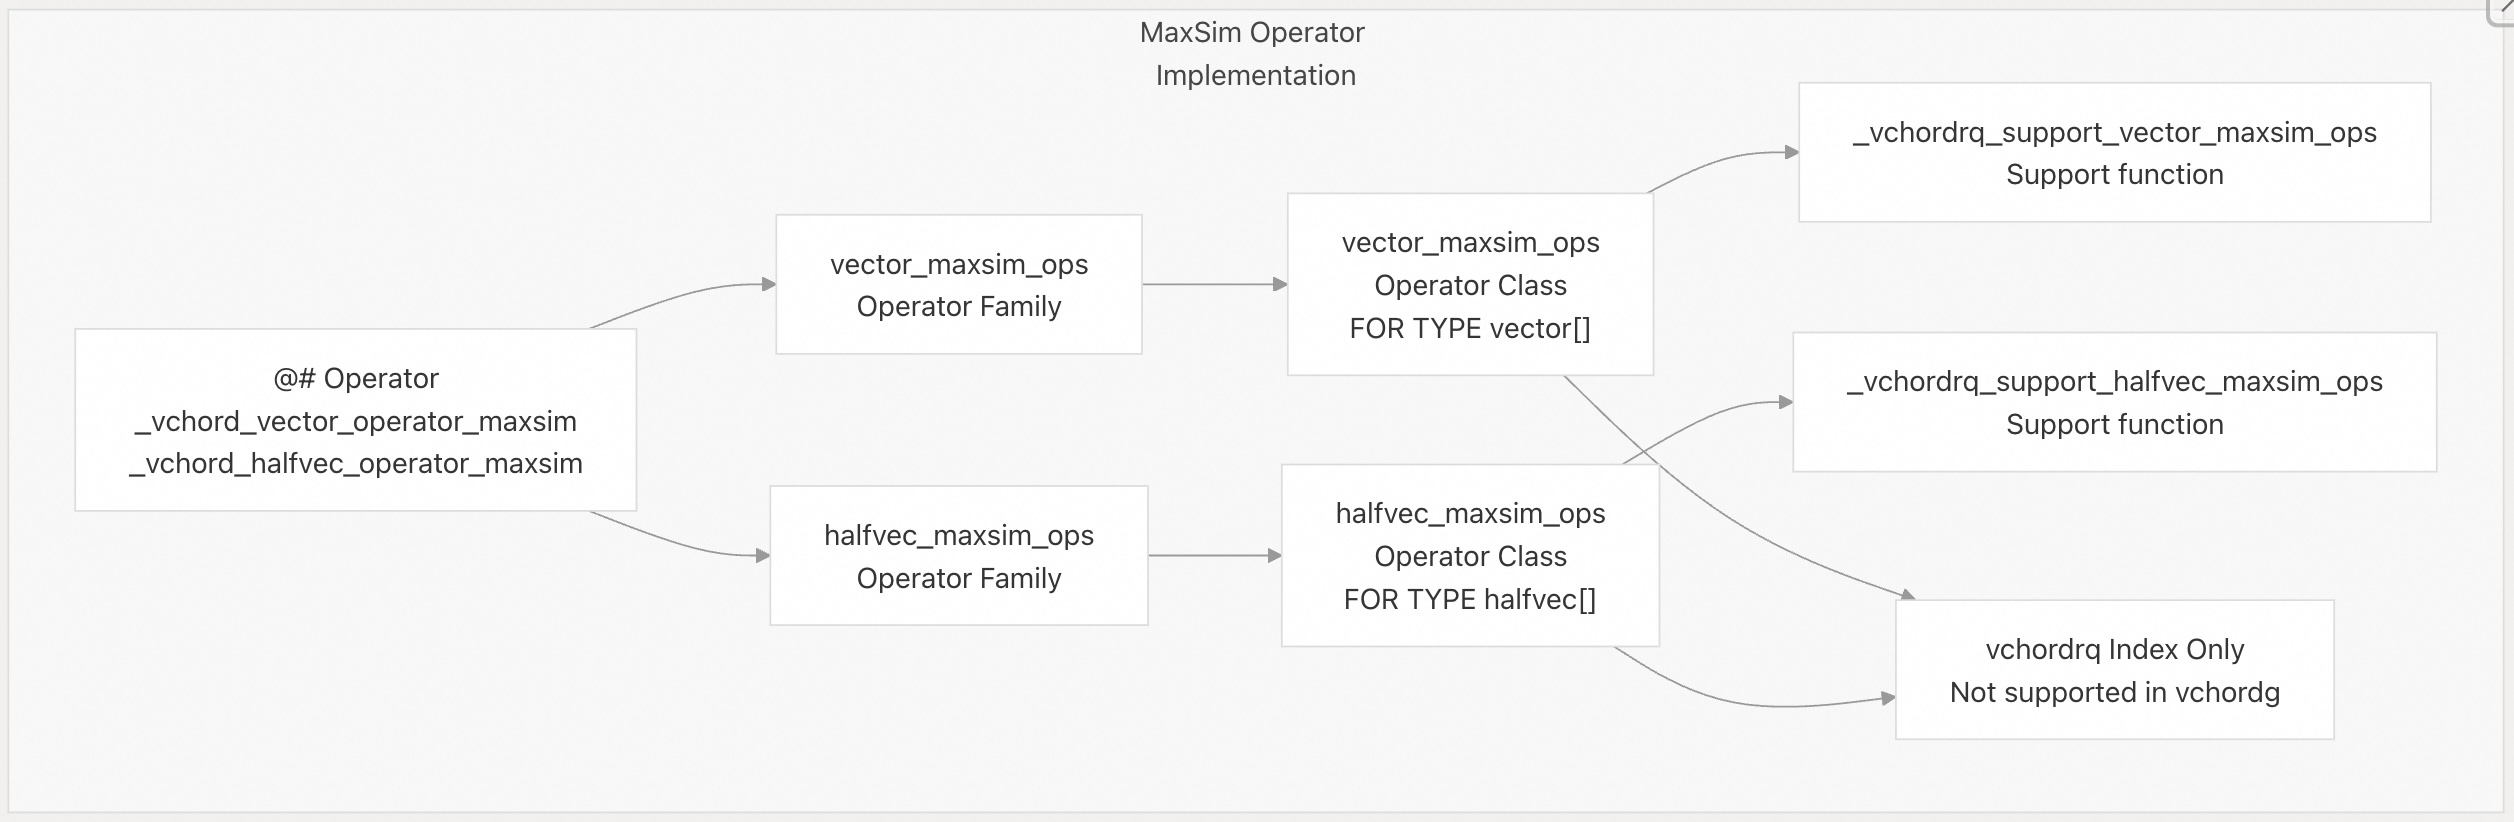 MaxSim Operator
Implementation
@# Operator
_vchord_vector_operator_maxsim
_vchord_halfvec_operator_maxsim
vector_maxsim_ops
Operator Family
halfvec_maxsim_ops
Operator Family
vector_maxsim_ops
Operator Class
FOR TYPE vector[]
halfvec_maxsim_ops
Operator Class
FOR TYPE halfvec[]
_vchordrq_support_vector_maxsim_ops
Support function
_vchordrq_support_halfvec_maxsim_ops
Support function
vchordrq Index Only
Not supported in vchordg